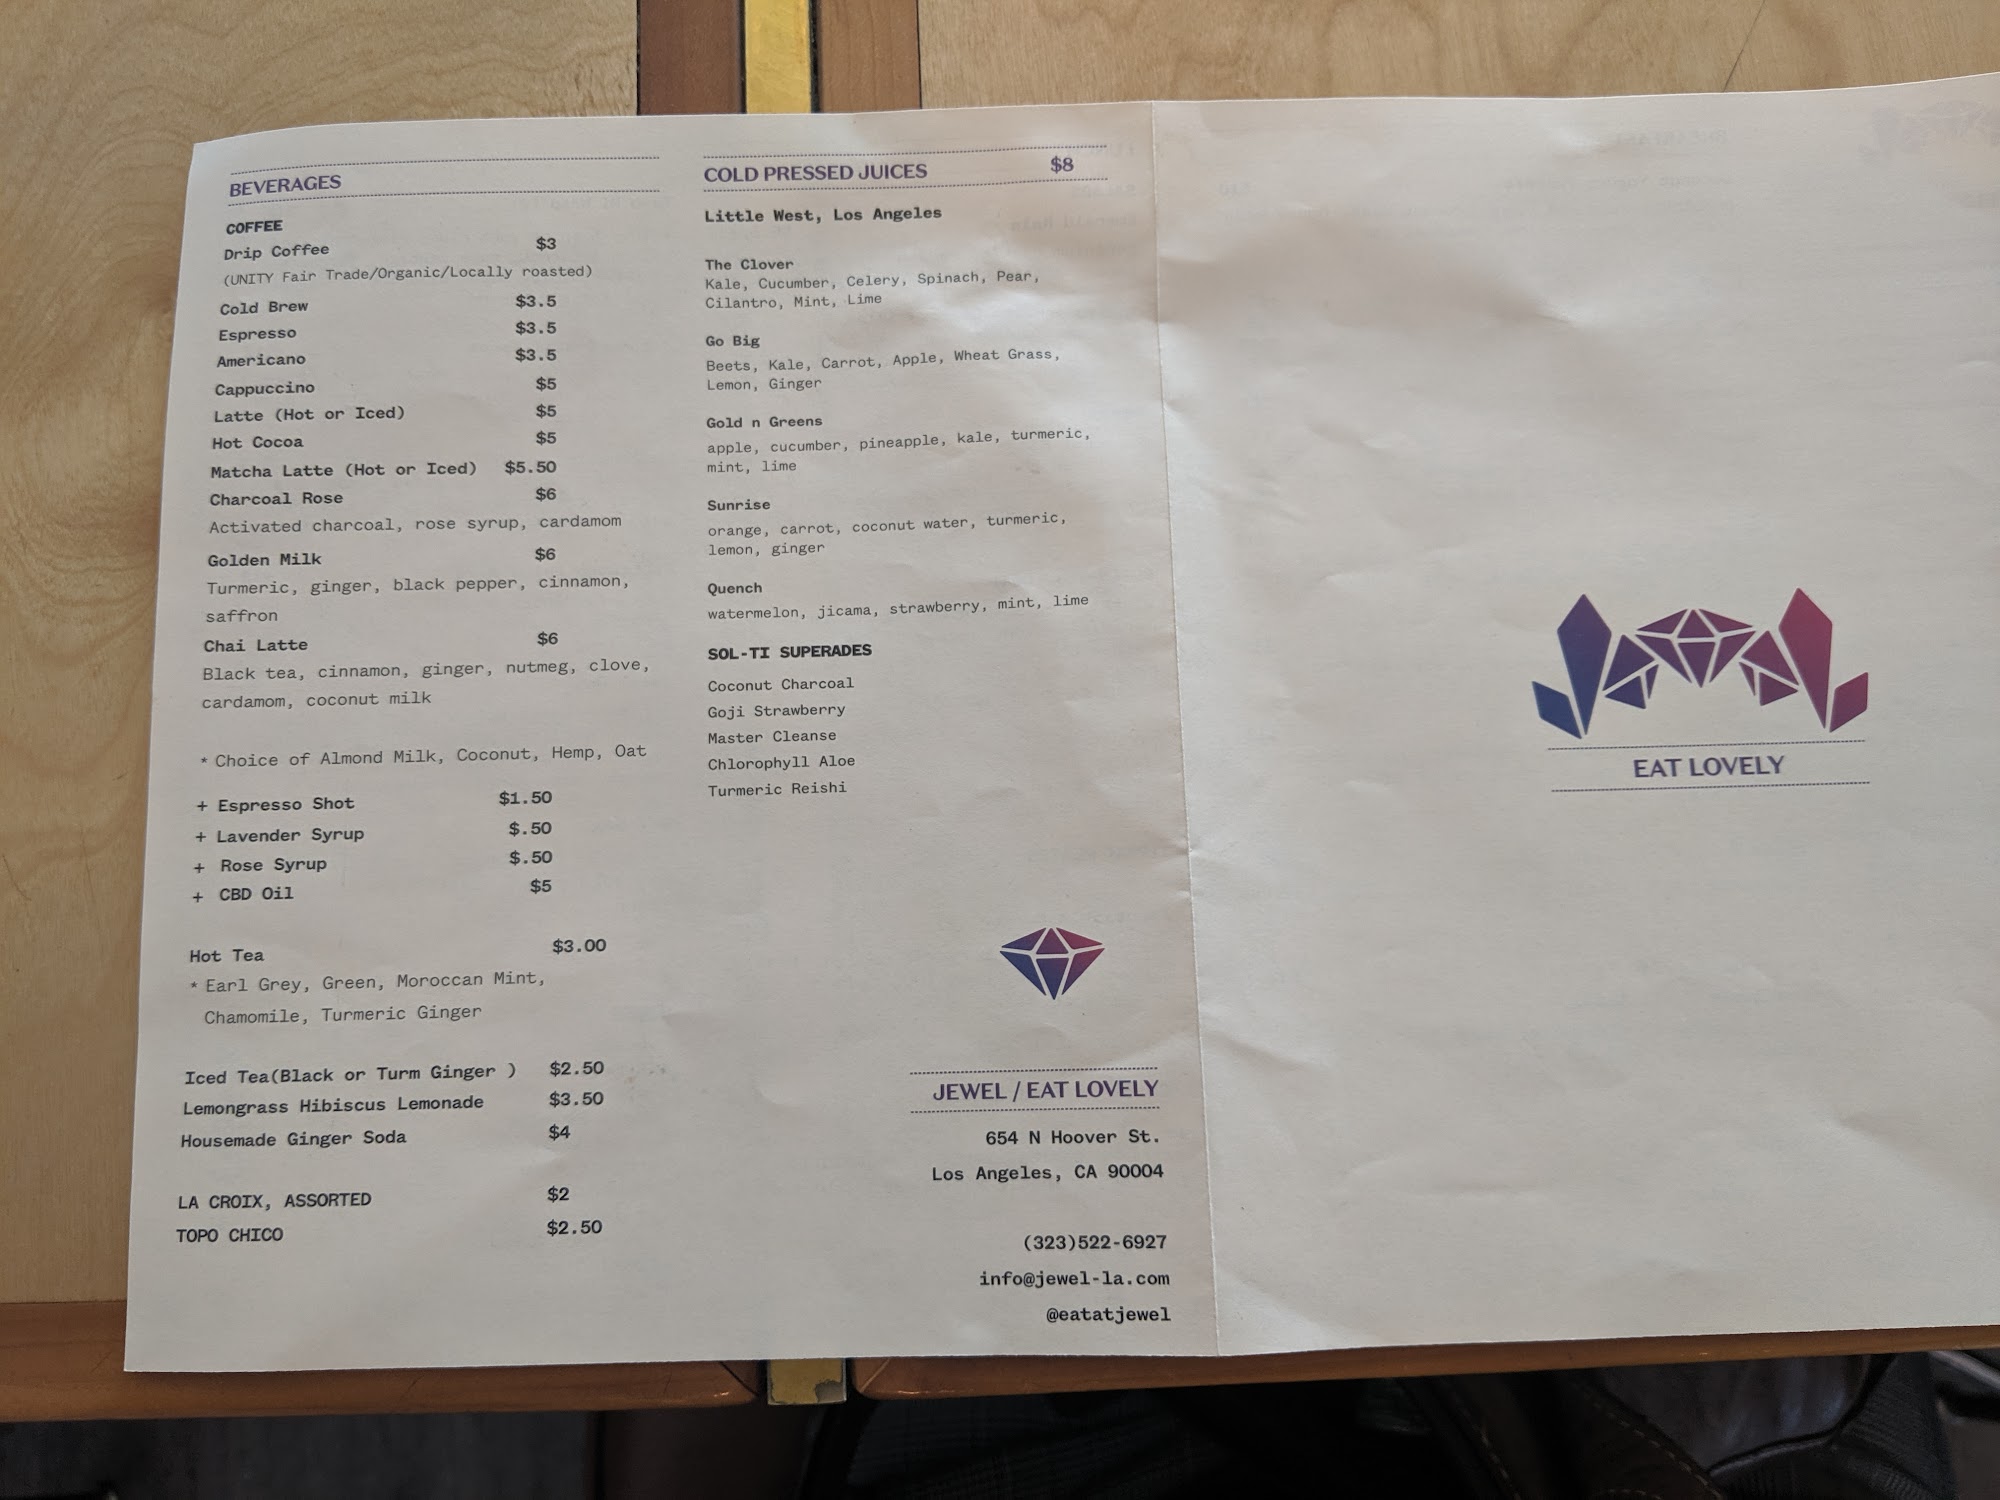 BEVERAGES
COFFEE
Drip Coffee $3
(UNITY Fair Trade/Organic/Locally roasted)
Cold Brew $3.5
Espresso $3.5
Americano $3.5
Cappuccino $5
Latte (Hot or Iced) $5
Hot Cocoa $5
Matcha Latte (Hot or Iced) $5.50
Charcoal Rose $6
Activated charcoal, rose syrup, cardamom
Golden Milk $6
Turmeric, ginger, black pepper, cinnamon,
saffron
Chai Latte $6
Black tea, cinnamon, ginger, nutmeg, clove,
cardamom, coconut milk
* Choice of Almond Milk, Coconut, Hemp, Oat
+ Espresso Shot $1.50
+ Lavender Syrup $.50
+ Rose Syrup $.50
+ CBD Oil $5
Hot Tea $3.00
* Earl Grey, Green, Moroccan Mint,
Chamomile, Turmeric Ginger
Iced Tea(Black or Turm Ginger ) $2.50
Lemongrass Hibiscus Lemonade $3.50
Housemade Ginger Soda $4
LA CROIX, ASSORTED $2
TOPO CHICO $2.50
COLD PRESSED JUICES $8
Little West, Los Angeles
The Clover
Kale, Cucumber, Celery, Spinach, Pear,
Cilantro, Mint, Lime
Go Big
Beets, Kale, Carrot, Apple, Wheat Grass,
Lemon, Ginger
Gold n Greens
apple, cucumber, pineapple, kale, turmeric,
mint, lime
Sunrise
orange, carrot, coconut water, turmeric,
lemon, ginger
Quench
watermelon, jicama, strawberry, mint, lime
SOL-TI SUPERADES
Coconut Charcoal
Goji Strawberry
Master Cleanse
Chlorophyll Aloe
Turmeric Reishi
JEWEL / EAT LOVELY
654 N Hoover St.
Los Angeles, CA 90004
(323)522-6927
info@jewel-la.com
@eatatjewel
EAT LOVELY